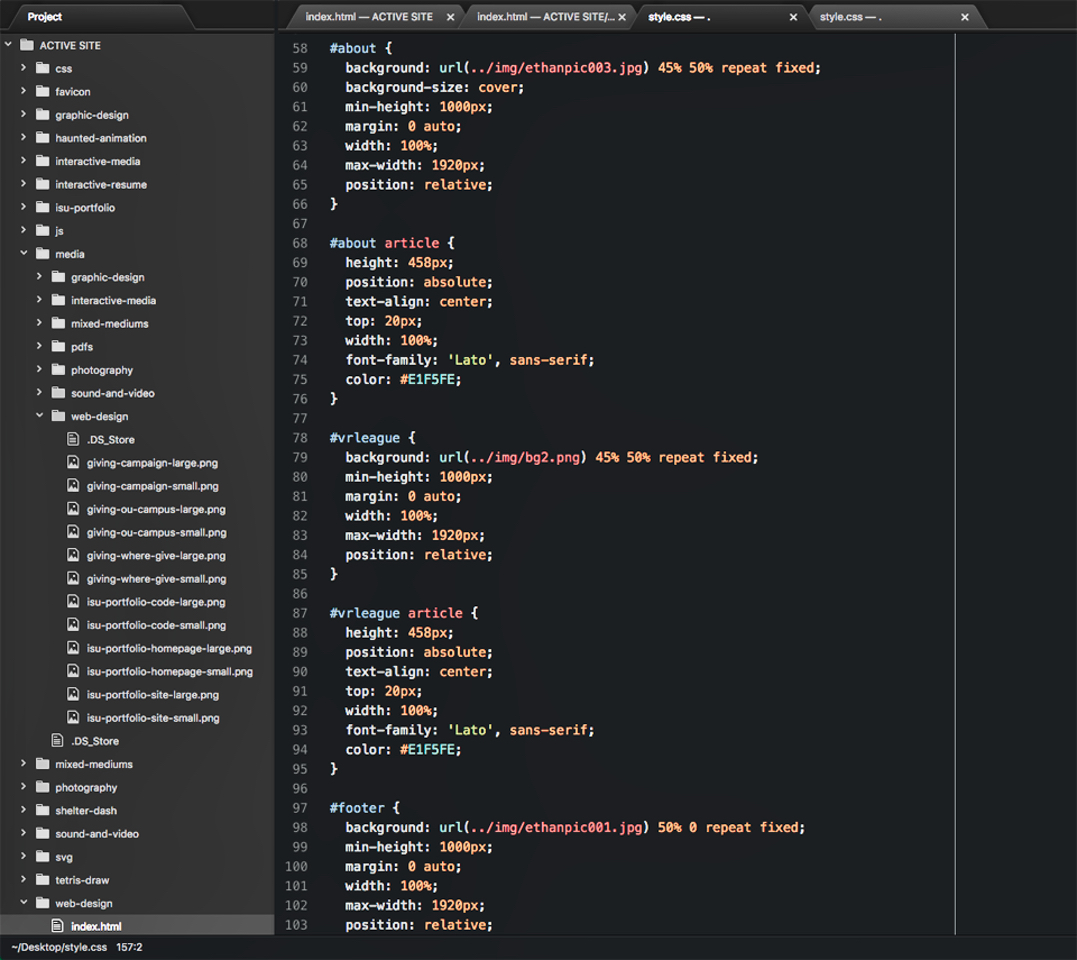 Project
index.html — ACTIVE SITE
index.html — ACTIVE SITE/...
style.css — .
style.css — .
ACTIVE SITE
css
favicon
graphic-design
haunted-animation
interactive-media
interactive-resume
isu-portfolio
js
media
graphic-design
interactive-media
mixed-mediums
pdfs
photography
sound-and-video
web-design
.DS_Store
giving-campaign-large.png
giving-campaign-small.png
giving-ou-campus-large.png
giving-ou-campus-small.png
giving-where-give-large.png
giving-where-give-small.png
isu-portfolio-code-large.png
isu-portfolio-code-small.png
isu-portfolio-homepage-large.png
isu-portfolio-homepage-small.png
isu-portfolio-site-large.png
isu-portfolio-site-small.png
.DS_Store
mixed-mediums
photography
shelter-dash
sound-and-video
svg
tetris-draw
web-design
index.html
58 #about {
59 background: url(../img/ethanpic003.jpg) 45% 50% repeat fixed;
60 background-size: cover;
61 min-height: 1000px;
62 margin: 0 auto;
63 width: 100%;
64 max-width: 1920px;
65 position: relative;
66 }
67
68 #about article {
69 height: 458px;
70 position: absolute;
71 text-align: center;
72 top: 20px;
73 width: 100%;
74 font-family: 'Lato', sans-serif;
75 color: #E1F5FE;
76 }
77
78 #vrleague {
79 background: url(../img/bg2.png) 45% 50% repeat fixed;
80 min-height: 1000px;
81 margin: 0 auto;
82 width: 100%;
83 max-width: 1920px;
84 position: relative;
85 }
86
87 #vrleague article {
88 height: 458px;
89 position: absolute;
90 text-align: center;
91 top: 20px;
92 width: 100%;
93 font-family: 'Lato', sans-serif;
94 color: #E1F5FE;
95 }
96
97 #footer {
98 background: url(../img/ethanpic001.jpg) 50% 0 repeat fixed;
99 min-height: 1000px;
100 margin: 0 auto;
101 width: 100%;
102 max-width: 1920px;
103 position: relative;
~/Desktop/style.css 157:2